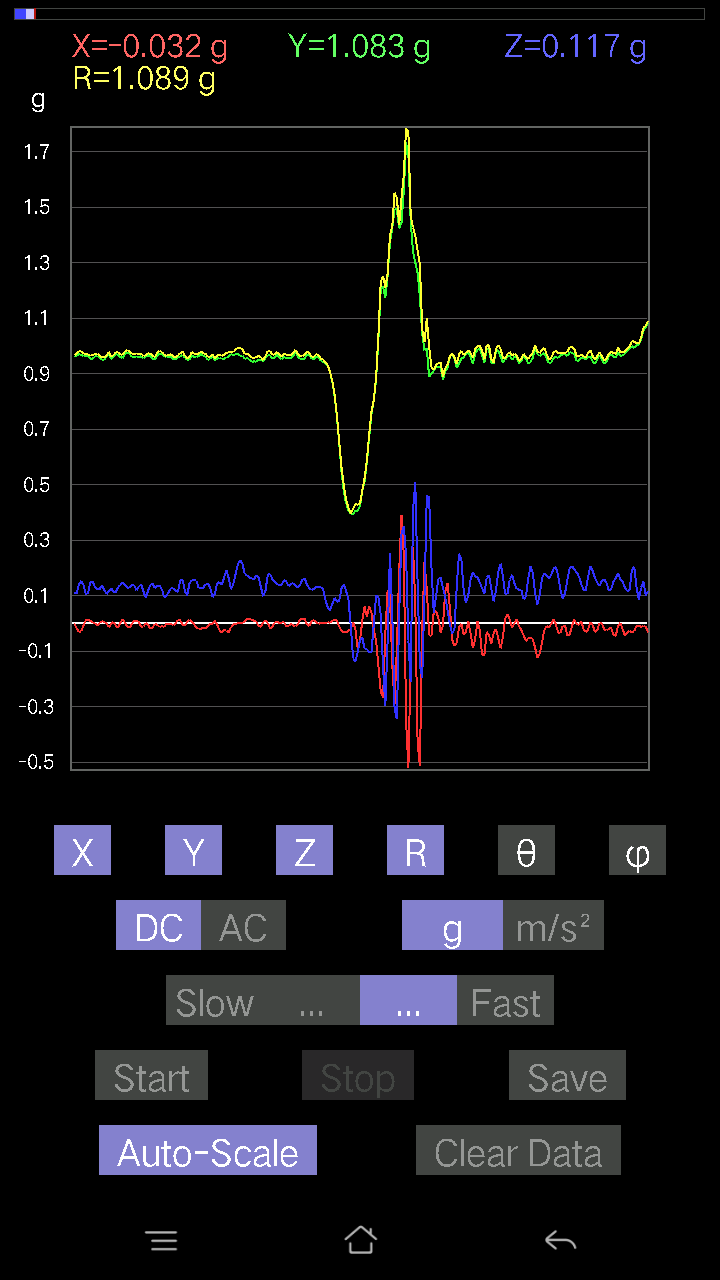 X=-0.032 g Y=1.083 g Z=0.117 g
R=1.089 g
g
1.7
1.5
1.3
1.1
0.9
0.7
0.5
0.3
0.1
-0.1
-0.3
-0.5
X Y Z R θ φ
DC AC g m/s²
Slow ... ... Fast
Start Stop Save
Auto-Scale Clear Data